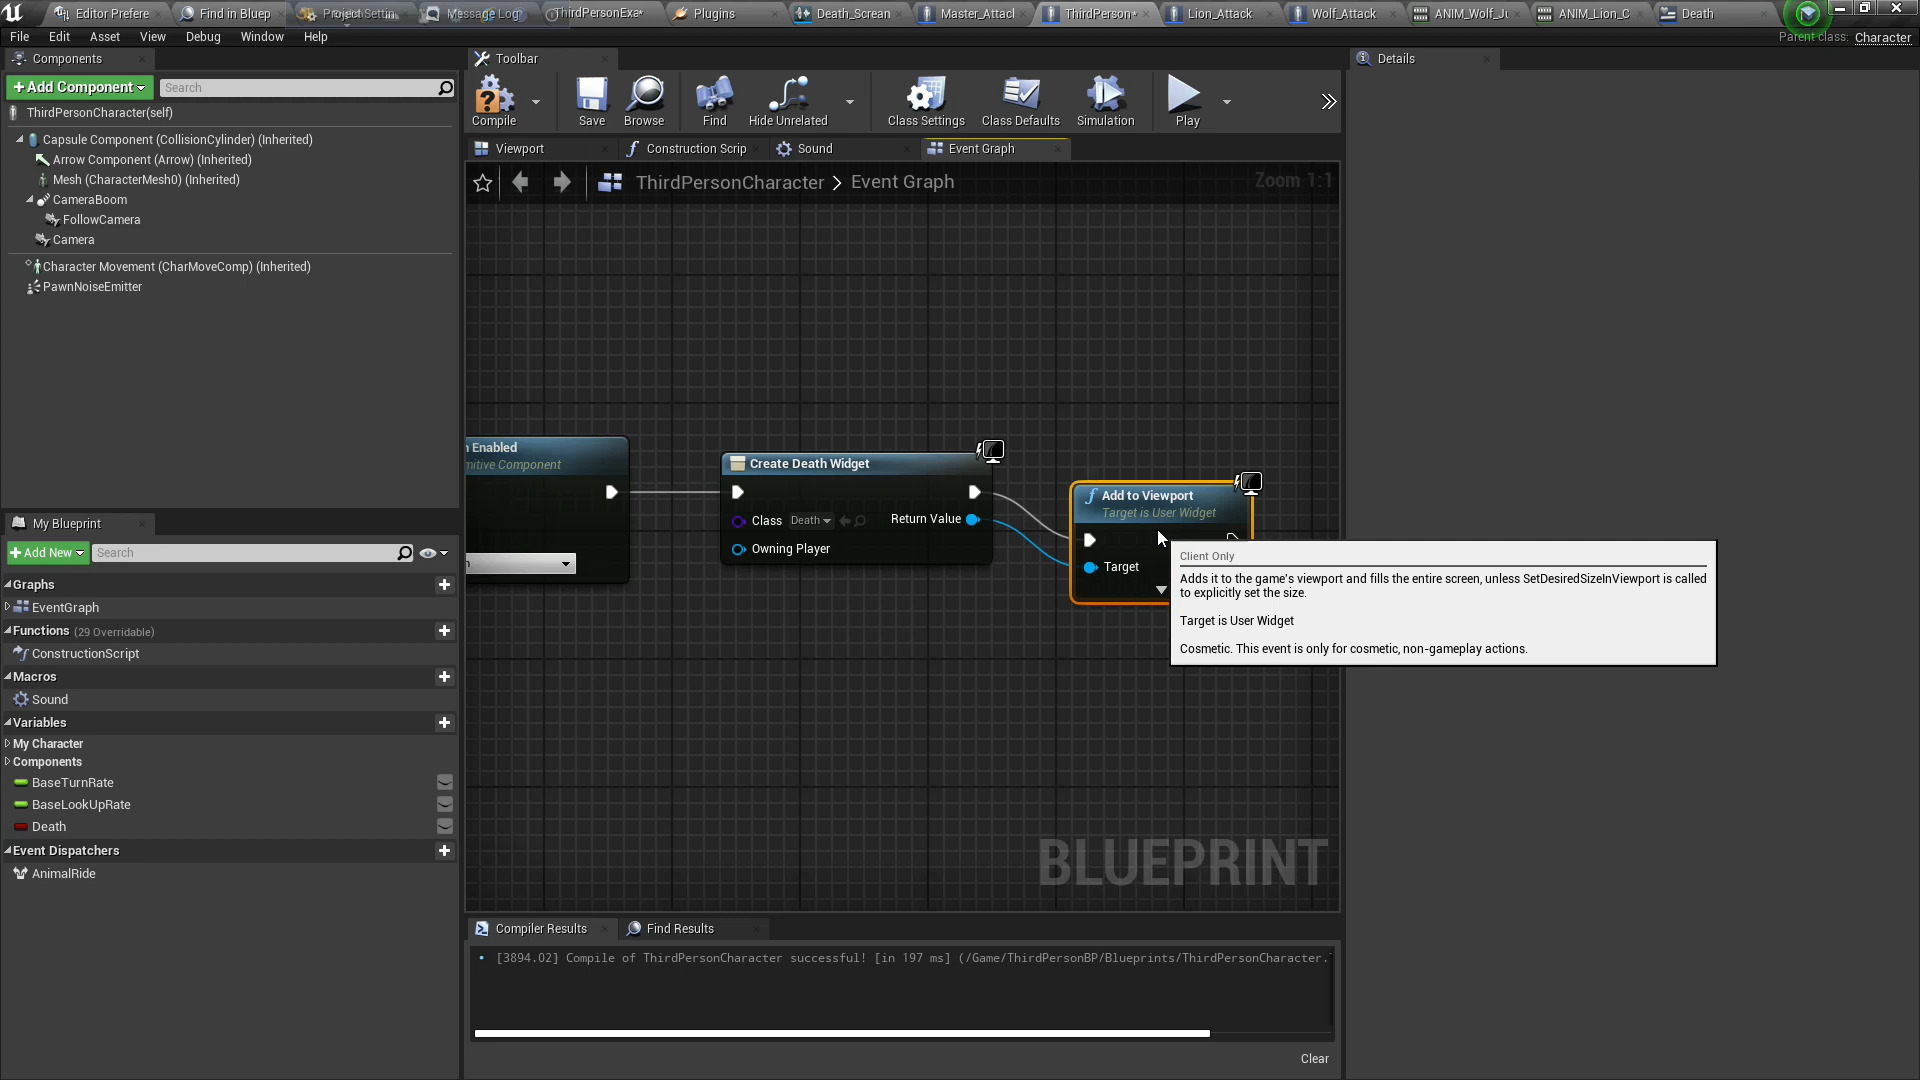 Editor Prefere
Find in Bluep
Project Settin
Message Log
ThirdPersonExa*
Plugins
Death_Screan
Master_Attacl
ThirdPerson*
Lion_Attack
Wolf_Attack
ANIM_Wolf_Ju
ANIM_Lion_C
Death
File Edit Asset View Debug Window Help
Parent class: Character
Components
Toolbar
Details
+Add Component
Search
Compile
Save
Browse
Find
Hide Unrelated
Class Settings
Class Defaults
Simulation
Play
ThirdPersonCharacter(self)
Capsule Component (CollisionCylinder) (Inherited)
Arrow Component (Arrow) (Inherited)
Mesh (CharacterMesh0) (Inherited)
CameraBoom
FollowCamera
Camera
Character Movement (CharMoveComp) (Inherited)
PawnNoiseEmitter
Viewport
Construction Scrip
Sound
Event Graph
ThirdPersonCharacter > Event Graph
Zoom 1:1
Enabled
mitive Component
Create Death Widget
Class Death
Return Value
Owning Player
Add to Viewport
Target is User Widget
Target
Client Only
Adds it to the game's viewport and fills the entire screen, unless SetDesiredSizeInViewport is called
to explicitly set the size.
Target is User Widget
Cosmetic. This event is only for cosmetic, non-gameplay actions.
BLUEPRINT
My Blueprint
+Add New
Search
Graphs
EventGraph
Functions (29 Overridable)
ConstructionScript
Macros
Sound
Variables
My Character
Components
BaseTurnRate
BaseLookUpRate
Death
Event Dispatchers
AnimalRide
Compiler Results
Find Results
[3894.02] Compile of ThirdPersonCharacter successful! [in 197 ms] (/Game/ThirdPersonBP/Blueprints/ThirdPersonCharacter.
Clear